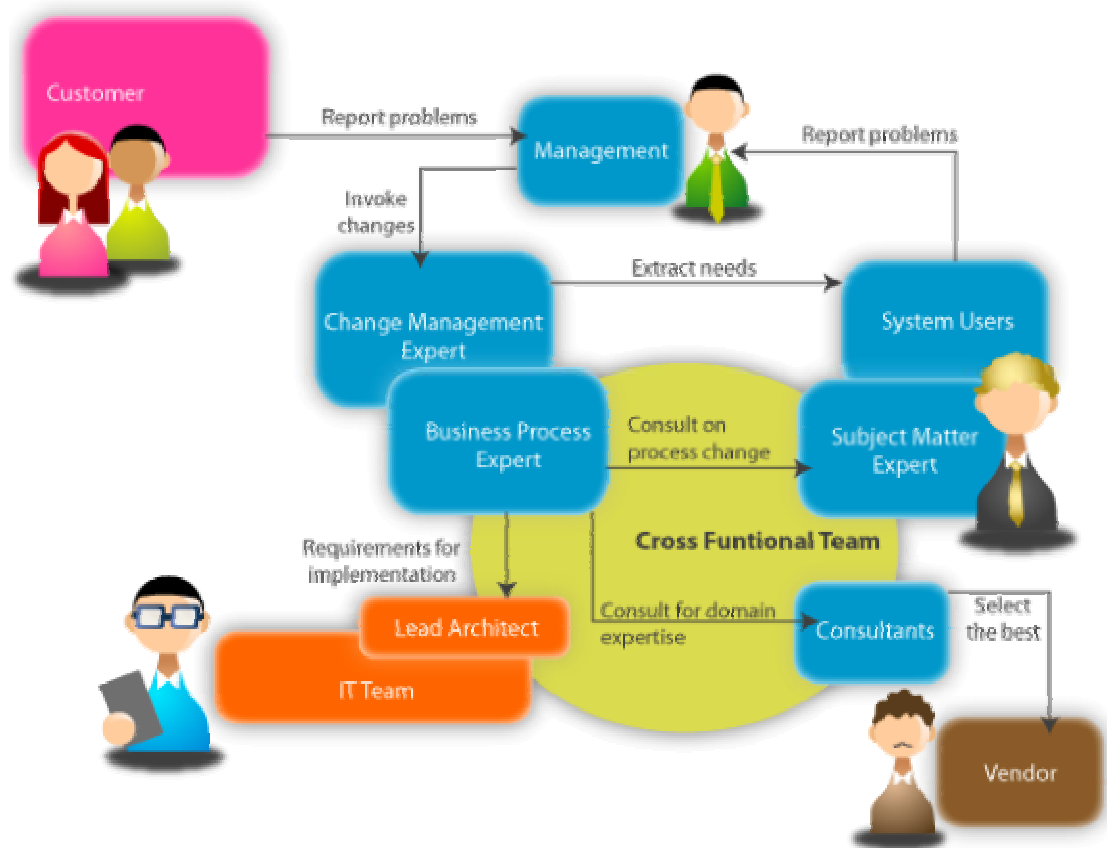 Customer
Report problems
Management
Report problems
Invoke
changes
Extract needs
Change Management
Expert
System Users
Business Process
Expert
Consult on
process change
Subject Matter
Expert
Cross Funtional Team
Requirements for
implementation
Lead Architect
IT Team
Consult for domain
expertise
Consultants
Select
the best
Vendor